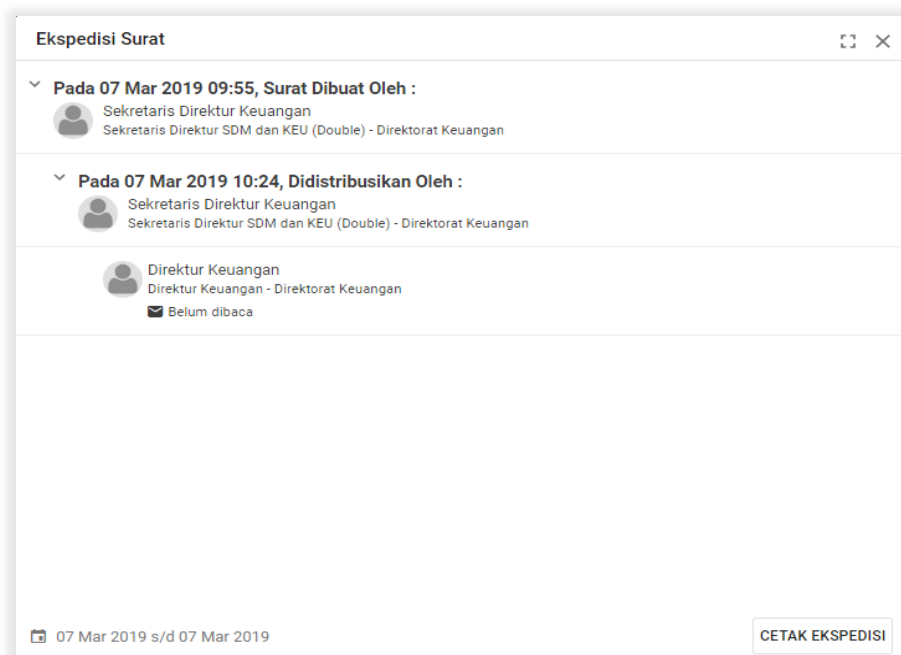 Ekspedisi Surat
Pada 07 Mar 2019 09:55, Surat Dibuat Oleh :
Sekretaris Direktur Keuangan
Sekretaris Direktur SDM dan KEU (Double) - Direktorat Keuangan
Pada 07 Mar 2019 10:24, Didistribusikan Oleh :
Sekretaris Direktur Keuangan
Sekretaris Direktur SDM dan KEU (Double) - Direktorat Keuangan
Direktur Keuangan
Direktur Keuangan - Direktorat Keuangan
Belum dibaca
07 Mar 2019 s/d 07 Mar 2019
CETAK EKSPEDISI